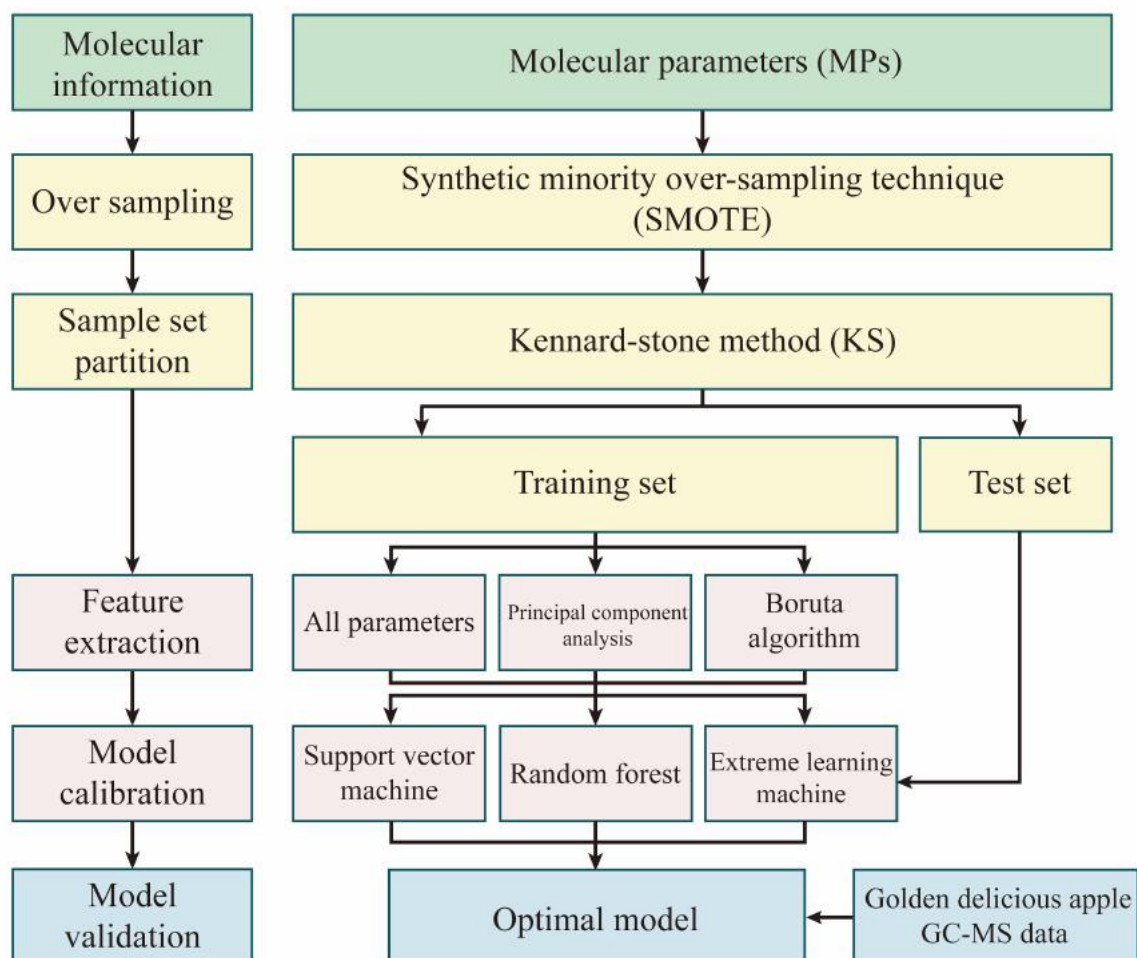 Molecular
information
Molecular parameters (MPs)
Over sampling
Synthetic minority over-sampling technique
(SMOTE)
Sample set
partition
Kennard-stone method (KS)
Training set
Test set
Feature
extraction
All parameters
Principal component
analysis
Boruta
algorithm
Model
calibration
Support vector
machine
Random forest
Extreme learning
machine
Model
validation
Optimal model
Golden delicious apple
GC-MS data